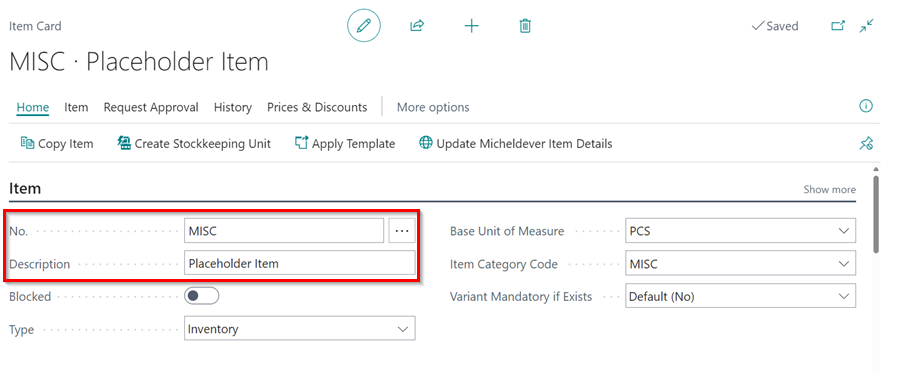 Item Card
Saved
MISC · Placeholder Item
Home Item Request Approval History Prices & Discounts More options
Copy Item Create Stockkeeping Unit Apply Template Update Micheldever Item Details
Item Show more
No. MISC ... Base Unit of Measure PCS
Description Placeholder Item Item Category Code MISC
Blocked Variant Mandatory if Exists Default (No)
Type Inventory